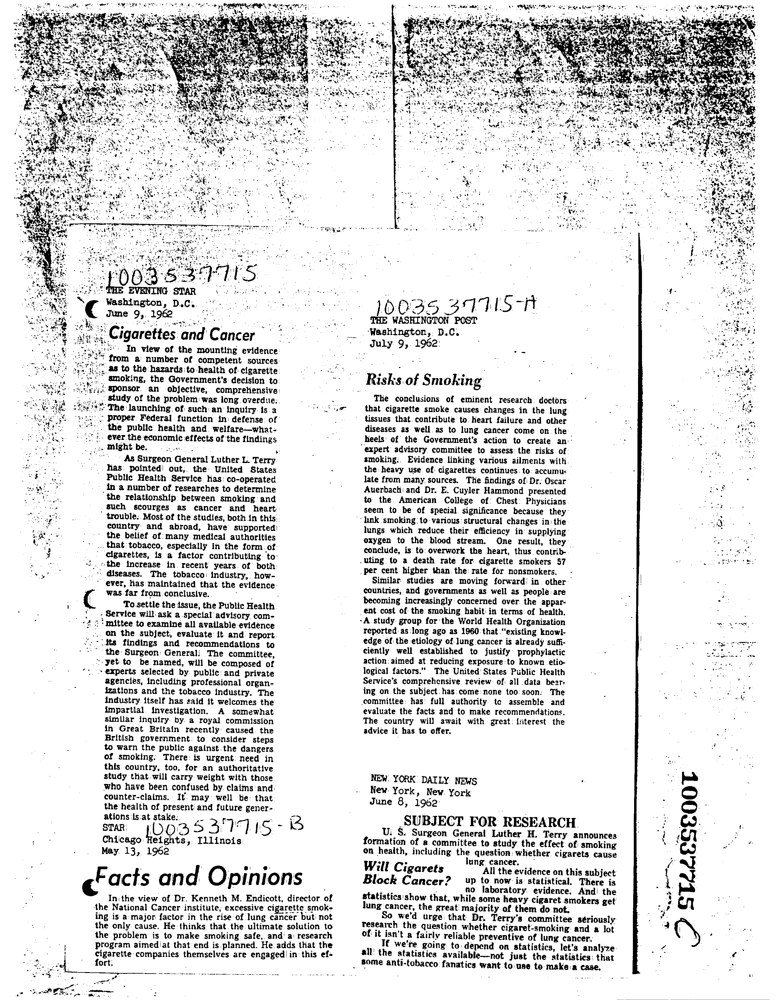 1003537715
THE EVENING STAR
Washington, D.C.
June 9, 1962
Cigarettes and Cancer
In view of the mounting evidence
from a number of competent sources
as to the hazards to health of cigarette
smoking, the Government's decision to
sponsor an objective, comprehensive
study of the problem was long overdue.
The launching of such an inquiry is a
proper Federal function in defense of
the public health and welfare—what-
ever the economic effects of the findings
might be.
As Surgeon General Luther L. Terry
has pointed out, the United States
Public Health Service has co-operated
in a number of researches to determine
the relationship between smoking and
such scourges as cancer and heart
trouble. Most of the studies, both in this
country and abroad, have supported
the belief of many medical authorities
that tobacco, especially in the form of
cigarettes, is a factor contributing to
the increase in recent years of both
diseases. The tobacco industry, how-
ever, has maintained that the evidence
was far from conclusive.
To settle the issue, the Public Health
Service will ask a special advisory com-
mittee to examine all available evidence
on the subject, evaluate it and report
its findings and recommendations to
the Surgeon General. The committee,
yet to be named, will be composed of
experts selected by public and private
agencies, including professional organ-
izations and the tobacco industry. The
industry itself has said it welcomes the
impartial investigation. A somewhat
similar inquiry by a royal commission
in Great Britain recently caused the
British government to consider steps
to warn the public against the dangers
of smoking. There is urgent need in
this country, too, for an authoritative
study that will carry weight with those
who have been confused by claims and
counter-claims. It may well be that
the health of present and future gener-
ations is at stake.
STAR 1003537715-B
Chicago Heights, Illinois
May 13, 1962
Facts and Opinions
In the view of Dr. Kenneth M. Endicott, director of
the National Cancer institute, excessive cigarette smok-
ing is a major factor in the rise of lung cancer but not
the only cause. He thinks that the ultimate solution to
the problem is to make smoking safe, and a research
program aimed at that end is planned. He adds that the
cigarette companies themselves are engaged in this ef-
fort.
1003537715-A
THE WASHINGTON POST
Washington, D.C.
July 9, 1962
Risks of Smoking
The conclusions of eminent research doctors
that cigarette smoke causes changes in the lung
tissues that contribute to heart failure and other
diseases as well as to lung cancer come on the
heels of the Government's action to create an
expert advisory committee to assess the risks of
smoking. Evidence linking various ailments with
the heavy use of cigarettes continues to accumu-
late from many sources. The findings of Dr. Oscar
Auerbach and Dr. E. Cuyler Hammond presented
to the American College of Chest Physicians
seem to be of special significance because they
link smoking to various structural changes in the
lungs which reduce their efficiency in supplying
oxygen to the blood stream. One result, they
conclude, is to overwork the heart, thus contrib-
uting to a death rate for cigarette smokers 57
per cent higher than the rate for nonsmokers.
Similar studies are moving forward in other
countries, and governments as well as people are
becoming increasingly concerned over the appar-
ent cost of the smoking habit in terms of health.
A study group for the World Health Organization
reported as long ago as 1960 that "existing knowl-
edge of the etiology of lung cancer is already suffi-
ciently well established to justify prophylactic
action aimed at reducing exposure to known etio-
logical factors." The United States Public Health
Service's comprehensive review of all data bear-
ing on the subject has come none too soon. The
committee has full authority to assemble and
evaluate the facts and to make recommendations.
The country will await with great interest the
advice it has to offer.
NEW YORK DAILY NEWS
New York, New York
June 8, 1962
SUBJECT FOR RESEARCH
U. S. Surgeon General Luther H. Terry announces
formation of a committee to study the effect of smoking
on health, including the question whether cigarets cause
lung cancer.
Will Cigarets
Block Cancer?
All the evidence on this subject
up to now is statistical. There is
no laboratory evidence. And the
statistics show that, while some heavy cigaret smokers get
lung cancer, the great majority of them do not.
So we'd urge that Dr. Terry's committee seriously
research the question whether cigaret-smoking and a lot
of it isn't a fairly reliable preventive of lung cancer.
If we're going to depend on statistics, let's analyze
all the statistics available—not just the statistics that
some anti-tobacco fanatics want to use to make a case.
1003537715 C